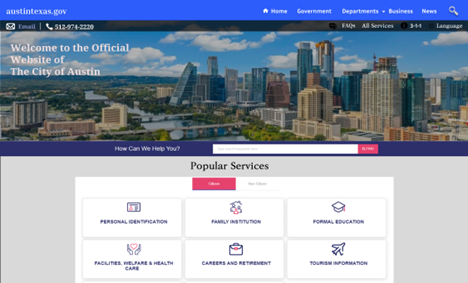 austintexas.gov
Home Government Departments Business News
Email | 512-974-2220
FAQs All Services 3-1-1 Language
Welcome to the Official
Website of
The City of Austin
How Can We Help You?
Popular Services
Citizen Non Citizen
PERSONAL IDENTIFICATION
FAMILY INSTITUTION
FORMAL EDUCATION
FACILITIES, WELFARE & HEALTH
CARE
CAREERS AND RETIREMENT
TOURISM INFORMATION